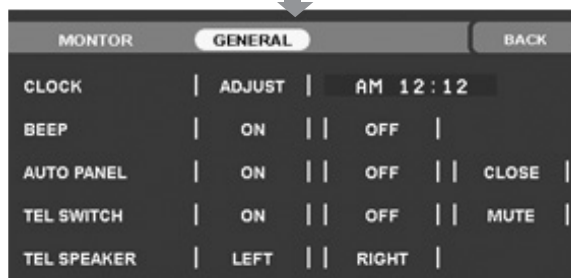 MONTOR GENERAL BACK
CLOCK ADJUST AM 12:12
BEEP ON OFF
AUTO PANEL ON OFF CLOSE
TEL SWITCH ON OFF MUTE
TEL SPEAKER LEFT RIGHT